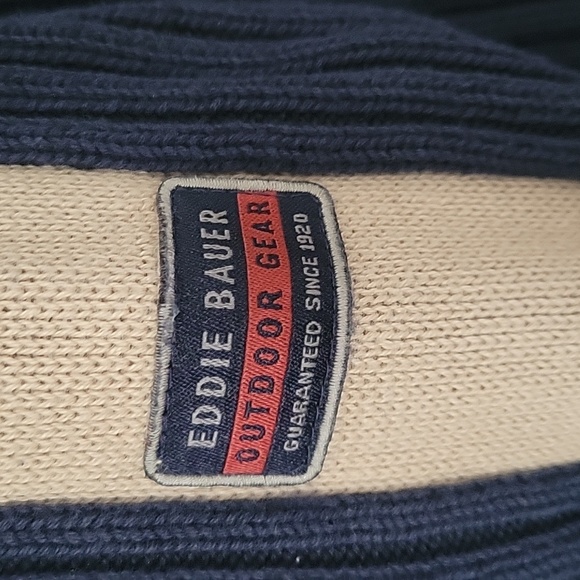 EDDIE BAUER
OUTDOOR GEAR
GUARANTEED SINCE 1920